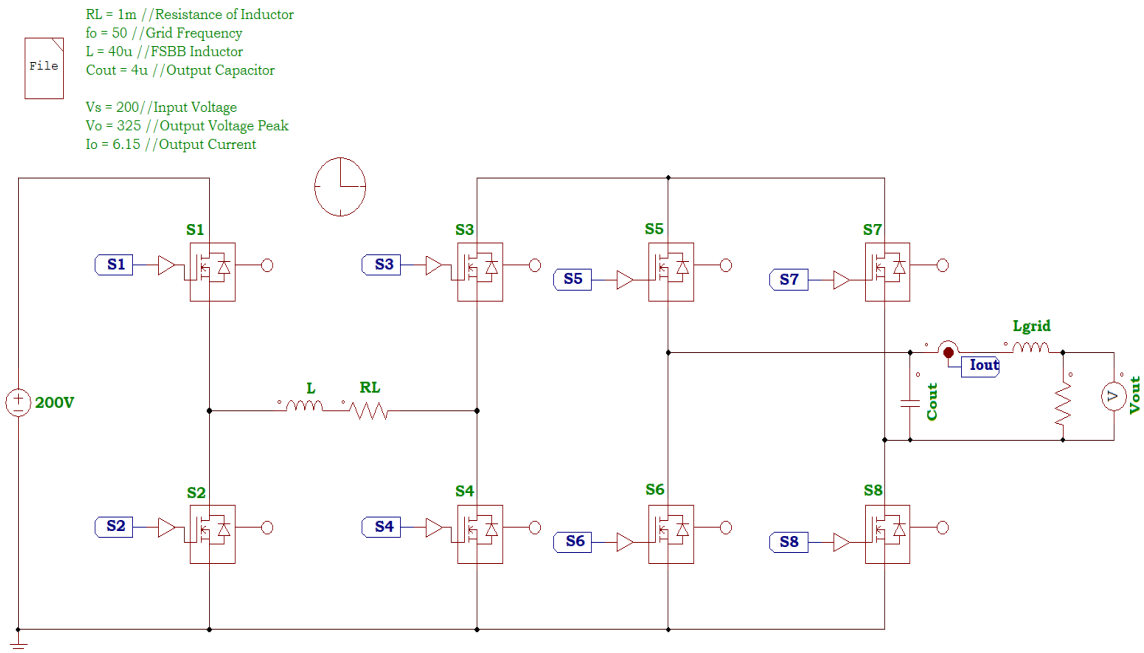 RL = 1m //Resistance of Inductor
fo = 50 //Grid Frequency
L = 40u //FSBB Inductor
Cout = 4u //Output Capacitor
File
Vs = 200//Input Voltage
Vo = 325 //Output Voltage Peak
Io = 6.15 //Output Current
S1
S3
S5
S7
S1
S3
S5
S7
Lgrid
Iout
L
RL
200V
Cout
V
Vout
S2
S4
S6
S8
S2
S4
S6
S8